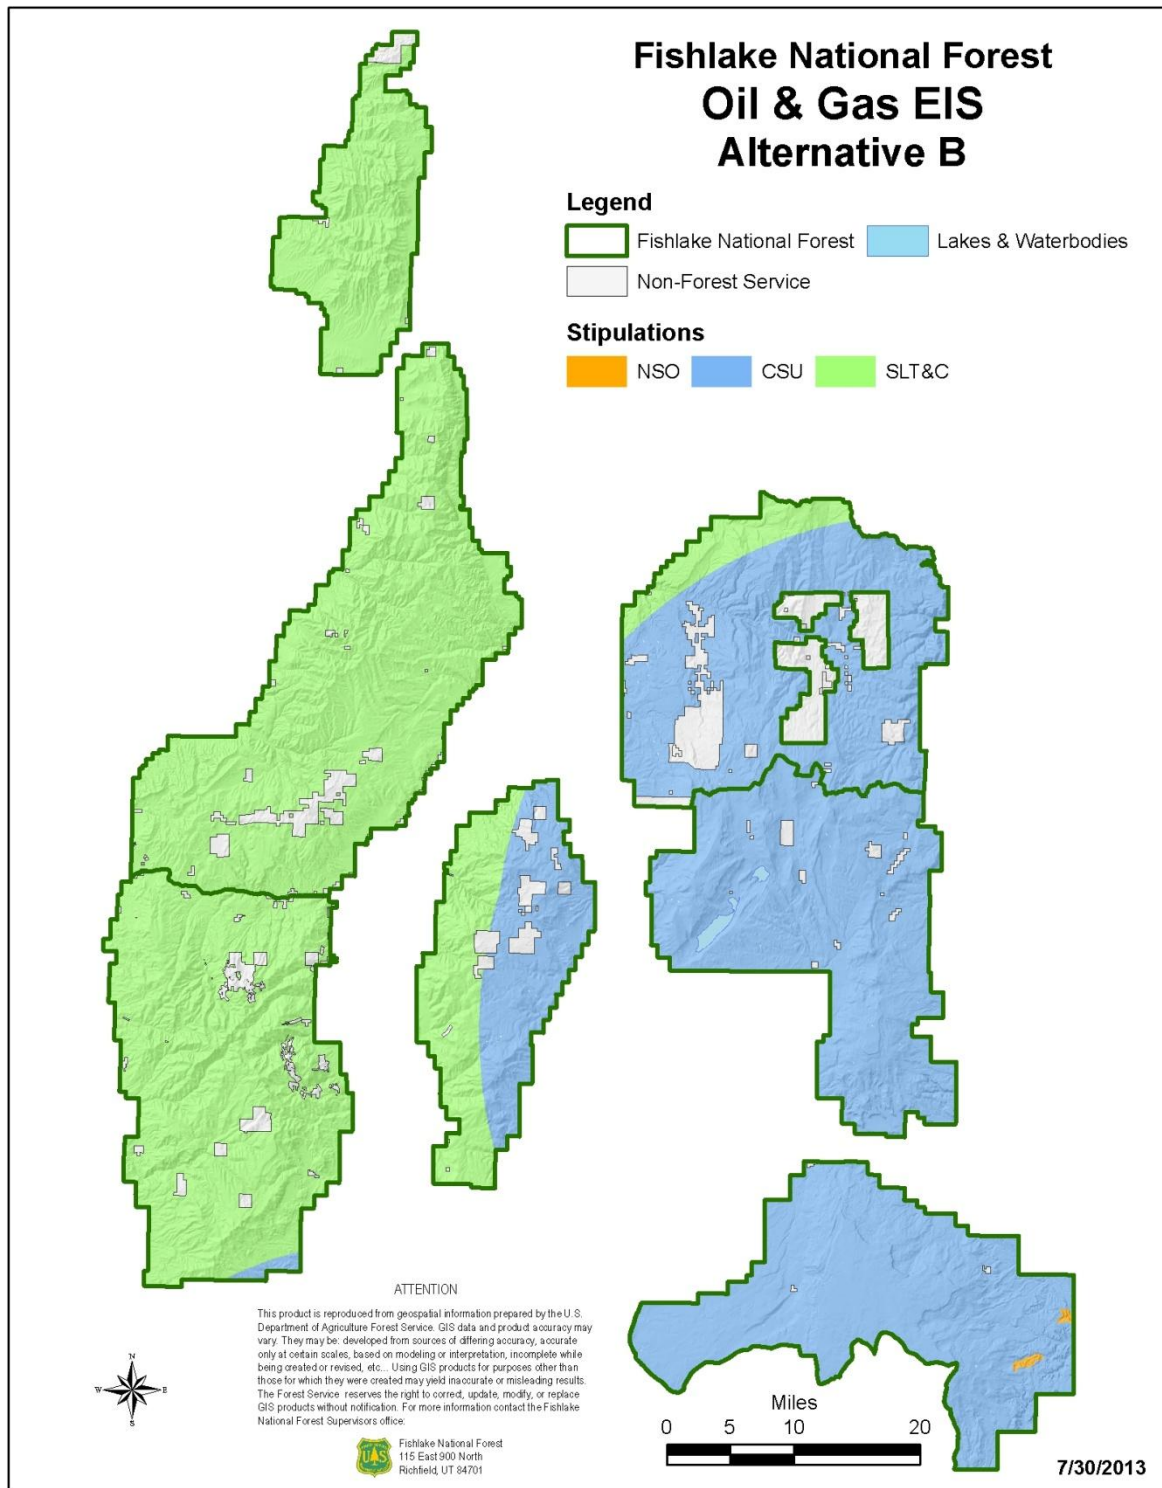 Fishlake National Forest
Oil & Gas EIS
Alternative B
Legend
Fishlake National Forest
Lakes & Waterbodies
Non-Forest Service
Stipulations
NSO
CSU
SLT&C
ATTENTION
This product is reproduced from geospatial information prepared by the U.S.
Department of Agriculture Forest Service. GIS data and product accuracy may
vary. They may be: developed from sources of differing accuracy, accurate
only at certain scales, based on modeling or interpretation, incomplete while
being created or revised, etc... Using GIS products for purposes other than
those for which they were created may yield inaccurate or misleading results.
The Forest Service reserves the right to correct, update, modify, or replace
GIS products without notification. For more information contact the Fishlake
National Forest Supervisors office:
Fishlake National Forest
115 East 900 North
Richfield, UT 84701
N
W E
S
U S
Miles
0 5 10 20
7/30/2013